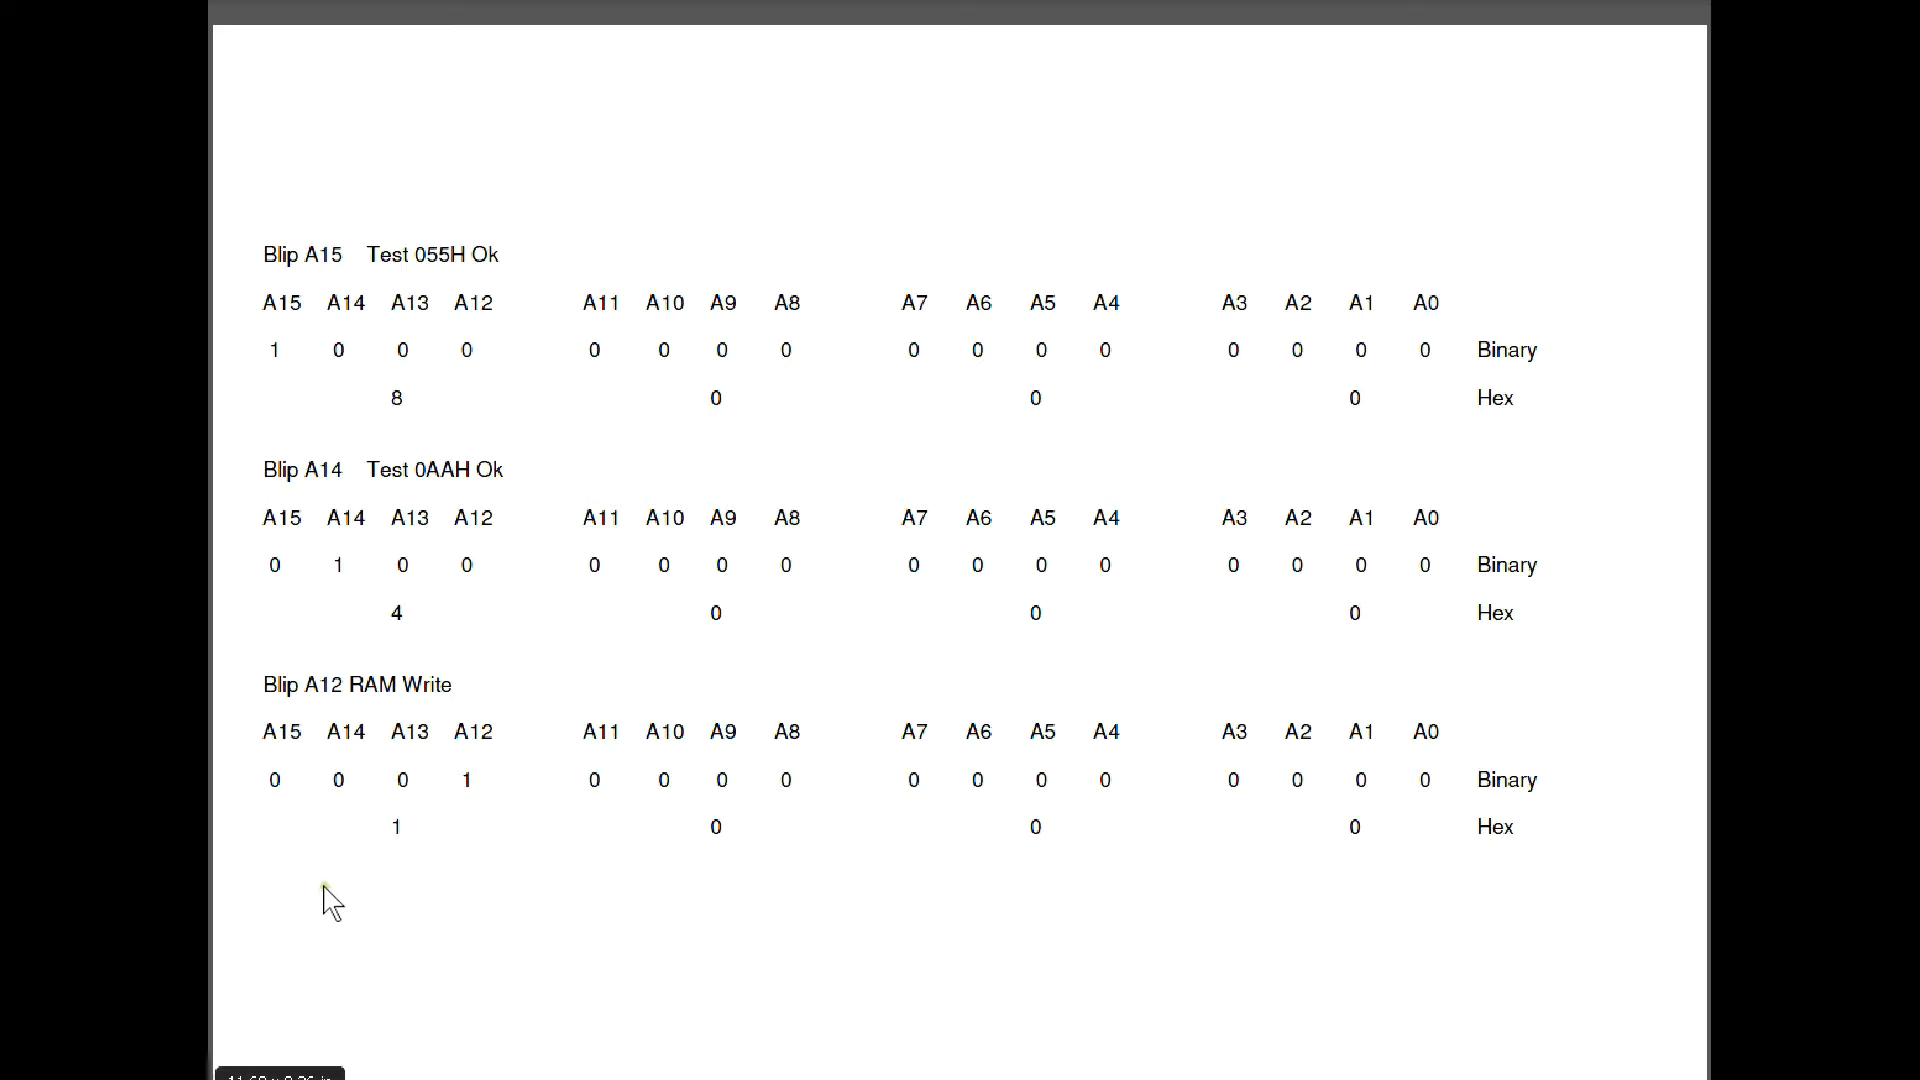 Blip A15 Test 055H Ok
A15 A14 A13 A12 A11 A10 A9 A8 A7 A6 A5 A4 A3 A2 A1 A0
1 0 0 0 0 0 0 0 0 0 0 0 0 0 0 0 Binary
8 0 0 0 Hex
Blip A14 Test 0AAH Ok
A15 A14 A13 A12 A11 A10 A9 A8 A7 A6 A5 A4 A3 A2 A1 A0
0 1 0 0 0 0 0 0 0 0 0 0 0 0 0 0 Binary
4 0 0 0 Hex
Blip A12 RAM Write
A15 A14 A13 A12 A11 A10 A9 A8 A7 A6 A5 A4 A3 A2 A1 A0
0 0 0 1 0 0 0 0 0 0 0 0 0 0 0 0 Binary
1 0 0 0 Hex